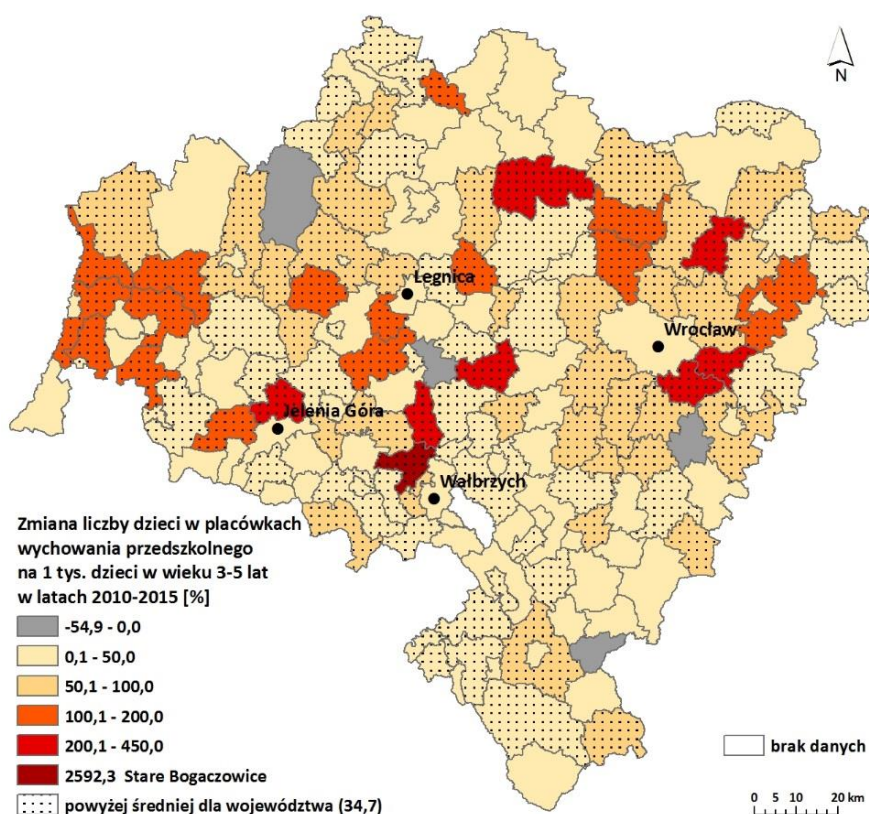 N
Legnica
Wrocław
Jelenia Góra
Wałbrzych
Zmiana liczby dzieci w placówkach
wychowania przedszkolnego
na 1 tys. dzieci w wieku 3-5 lat
w latach 2010-2015 [%]
-54,9 - 0,0
0,1 - 50,0
50,1 - 100,0
100,1 - 200,0
200,1 - 450,0
2592,3 Stare Bogaczowice
powyżej średniej dla województwa (34,7)
brak danych
0 5 10 20 km